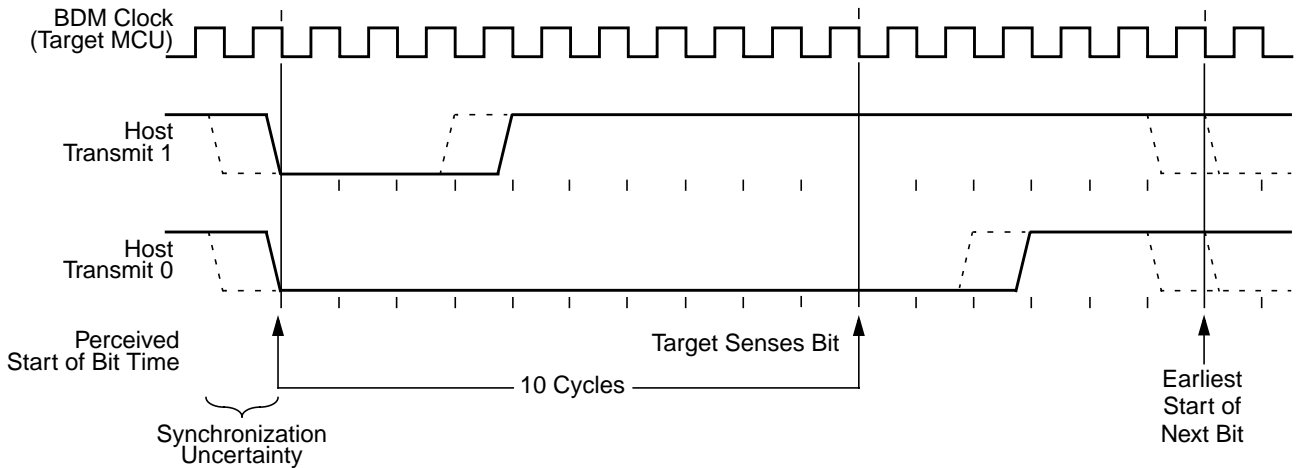 BDM Clock
(Target MCU)
Host
Transmit 1
Host
Transmit 0
Perceived
Start of Bit Time
Target Senses Bit
10 Cycles
Earliest
Start of
Next Bit
Synchronization
Uncertainty